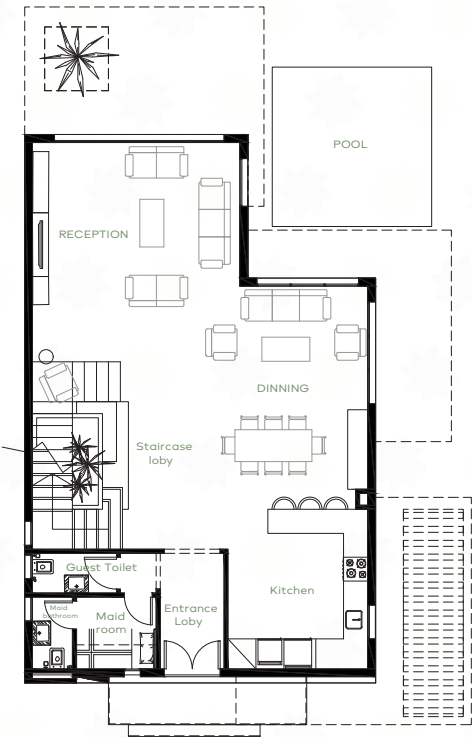 POOL
RECEPTION
DINNING
Staircase
loby
Guest Toilet
Maid
bathroom
Maid
room
Entrance
Loby
Kitchen